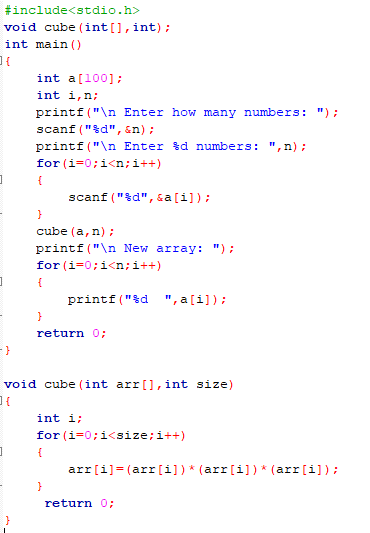 #include<stdio.h>
void cube(int[],int);
int main()
{
    int a[100];
    int i,n;
    printf("\n Enter how many numbers: ");
    scanf("%d",&n);
    printf("\n Enter %d numbers: ",n);
    for(i=0;i<n;i++)
    {
        scanf("%d",&a[i]);
    }
    cube(a,n);
    printf("\n New array: ");
    for(i=0;i<n;i++)
    {
        printf("%d  ",a[i]);
    }
    return 0;
}

void cube(int arr[],int size)
{
    int i;
    for(i=0;i<size;i++)
    {
        arr[i]=(arr[i])*(arr[i])*(arr[i]);
    }
     return 0;
}